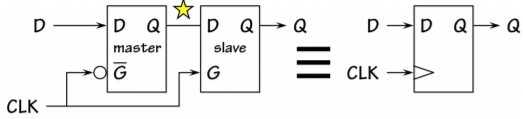 D D Q D Q Q D D Q Q
master slave
G G CLK
CLK